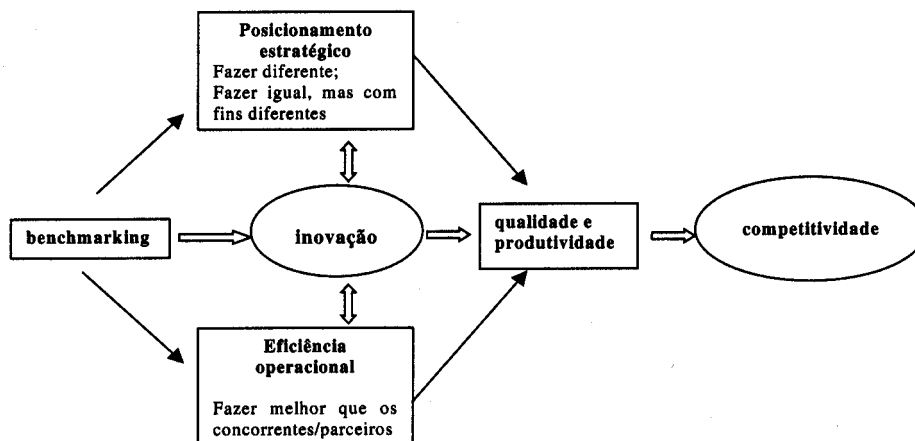 Posicionamento
estratégico
Fazer diferente;
Fazer igual, mas com
fins diferentes
benchmarking
inovação
qualidade e
produtividade
competitividade
Eficiência
operacional
Fazer melhor que os
concorrentes/parceiros